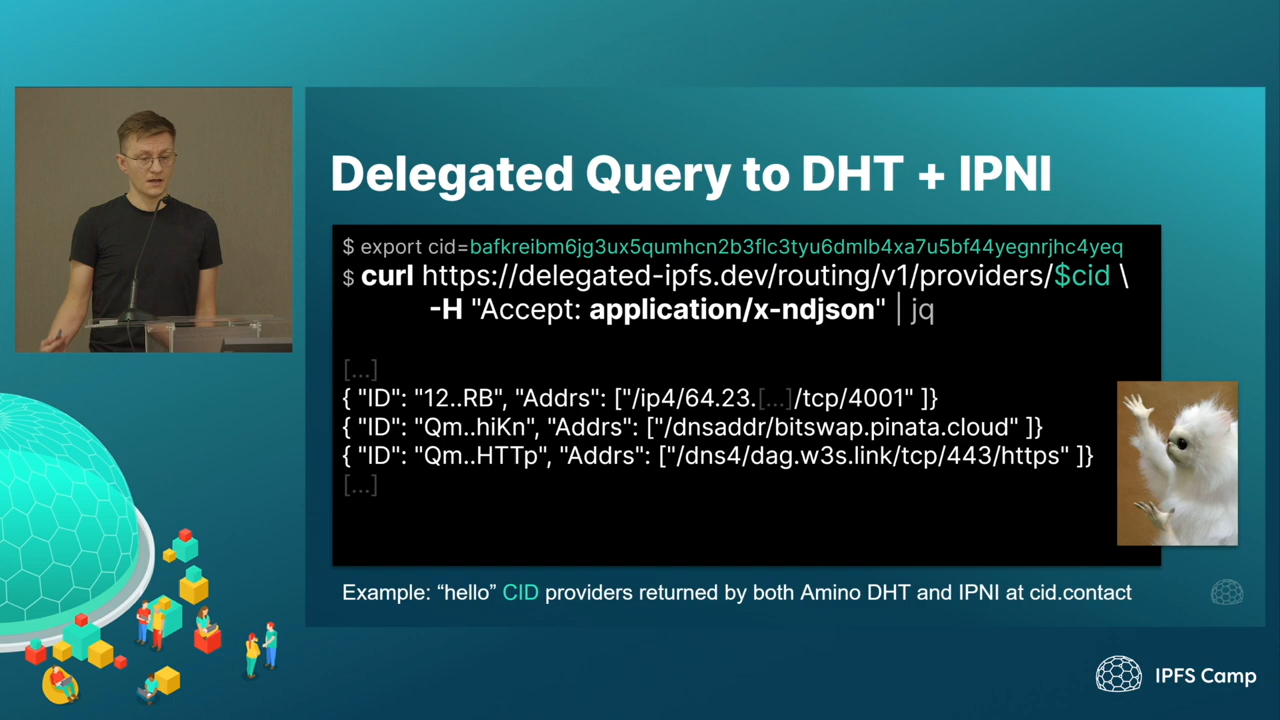 Delegated Query to DHT + IPNI
$ export cid=bafkreibm6jg3ux5qumhcn2b3flc3tyu6dmlb4xa7u5bf44yegnrjhc4yeq
$ curl https://delegated-ipfs.dev/routing/v1/providers/$cid \
-H "Accept: application/x-ndjson" | jq
[...]
{ "ID": "12..RB", "Addrs": ["/ip4/64.23.[...]/tcp/4001" ]}
{ "ID": "Qm..hiKn", "Addrs": ["/dnsaddr/bitswap.pinata.cloud" ]}
{ "ID": "Qm..HTTp", "Addrs": ["/dns4/dag.w3s.link/tcp/443/https" ]}
[...]
Example: “hello” CID providers returned by both Amino DHT and IPNI at cid.contact
IPFS Camp